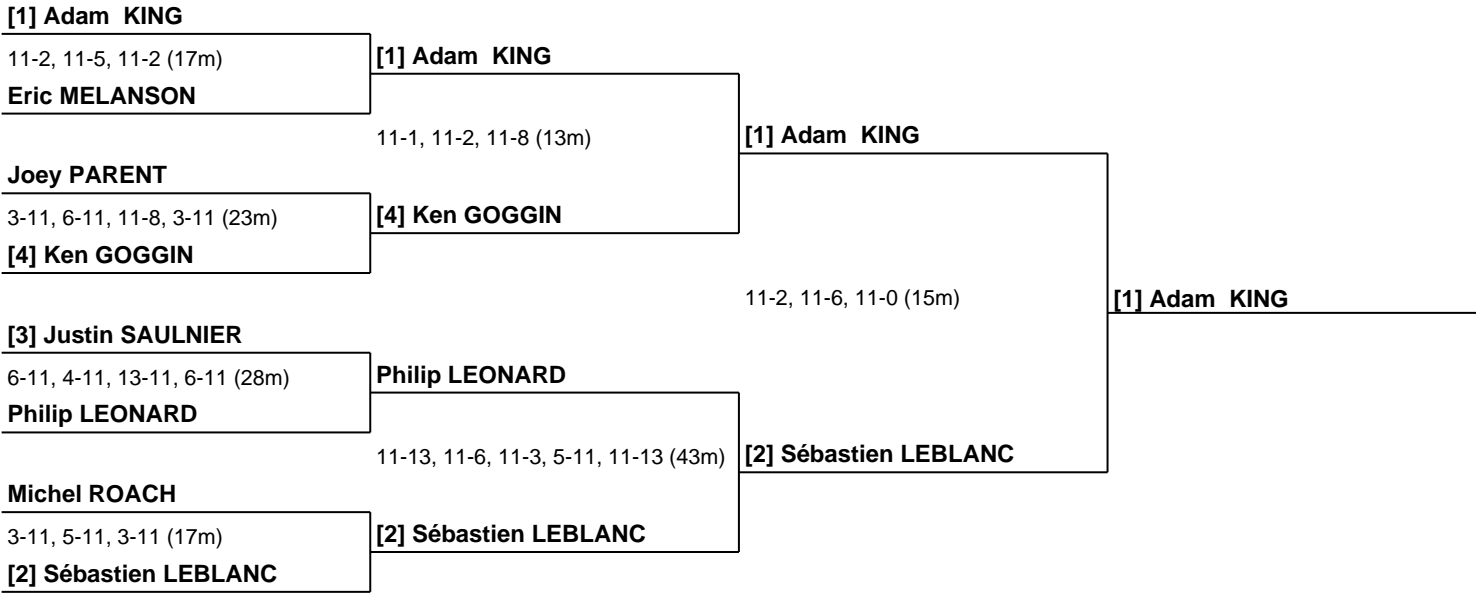 [1] Adam  KING
11-2, 11-5, 11-2 (17m)
Eric MELANSON
Joey PARENT
3-11, 6-11, 11-8, 3-11 (23m)
[4] Ken GOGGIN
[3] Justin SAULNIER
6-11, 4-11, 13-11, 6-11 (28m)
Philip LEONARD
Michel ROACH
3-11, 5-11, 3-11 (17m)
[2] Sébastien LEBLANC
[1] Adam  KING
11-1, 11-2, 11-8 (13m)
[4] Ken GOGGIN
Philip LEONARD
11-13, 11-6, 11-3, 5-11, 11-13 (43m)
[2] Sébastien LEBLANC
[1] Adam  KING
11-2, 11-6, 11-0 (15m)
[2] Sébastien LEBLANC
[1] Adam  KING